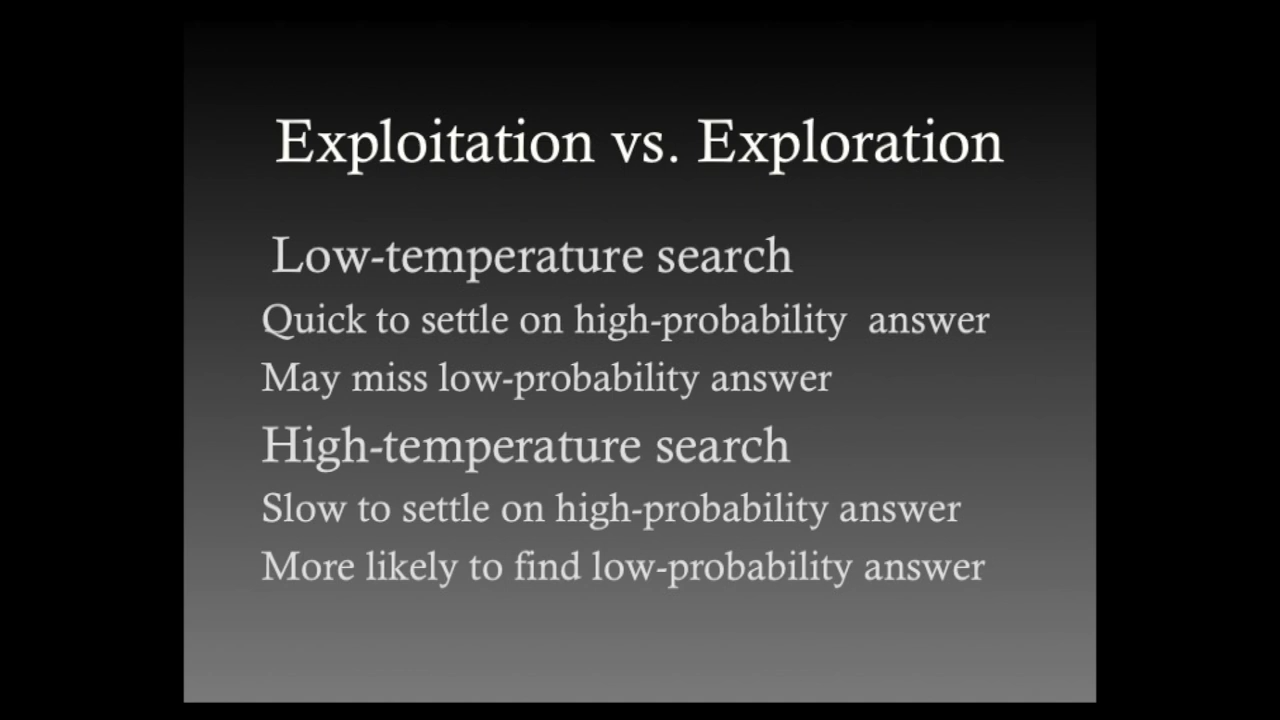 Exploitation vs. Exploration
Low-temperature search
Quick to settle on high-probability answer
May miss low-probability answer
High-temperature search
Slow to settle on high-probability answer
More likely to find low-probability answer